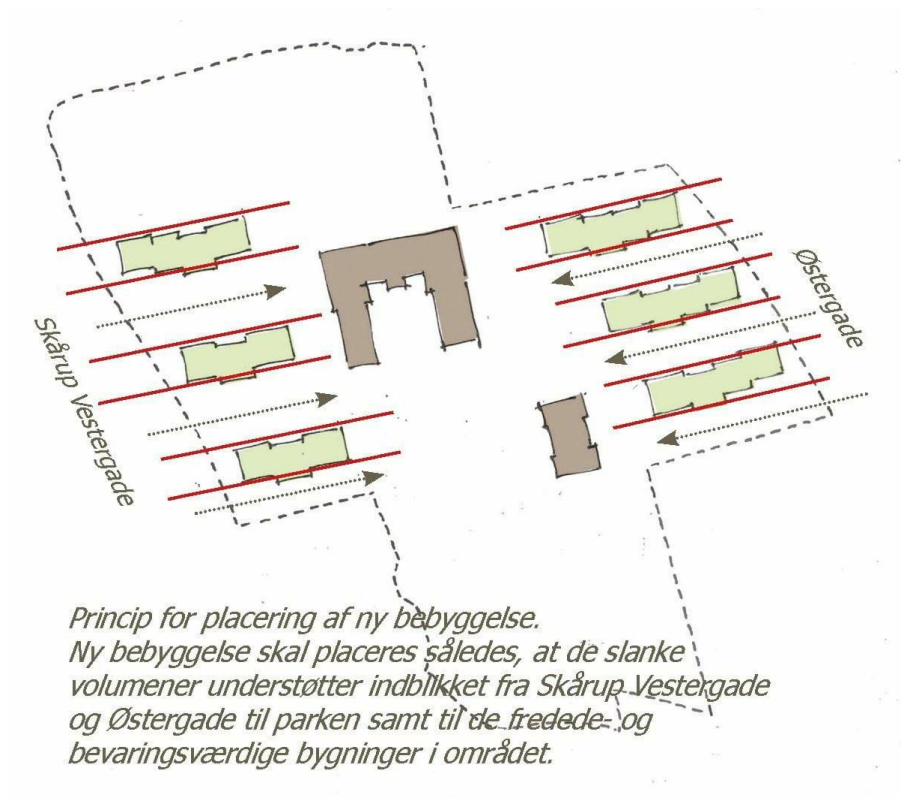 Østergade
Skårup Vestergade
Princip for placering af ny bebyggelse.
Ny bebyggelse skal placeres således, at de slanke
volumener understøtter indblikket fra Skårup Vestergade
og Østergade til parken samt til de fredede- og
bevaringsværdige bygninger i området.